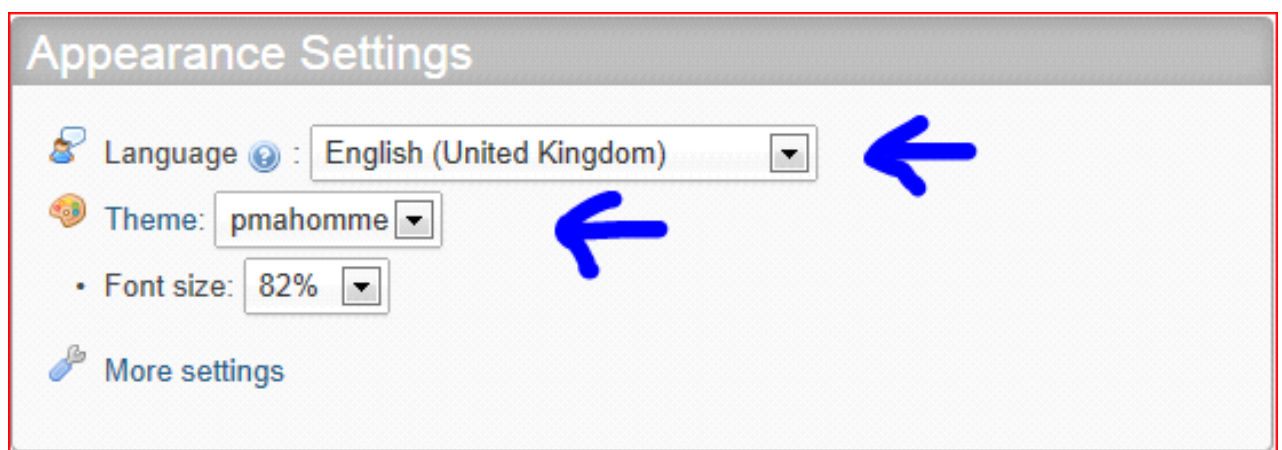 Appearance Settings
Language : English (United Kingdom)
Theme: pmahomme
• Font size: 82%
More settings